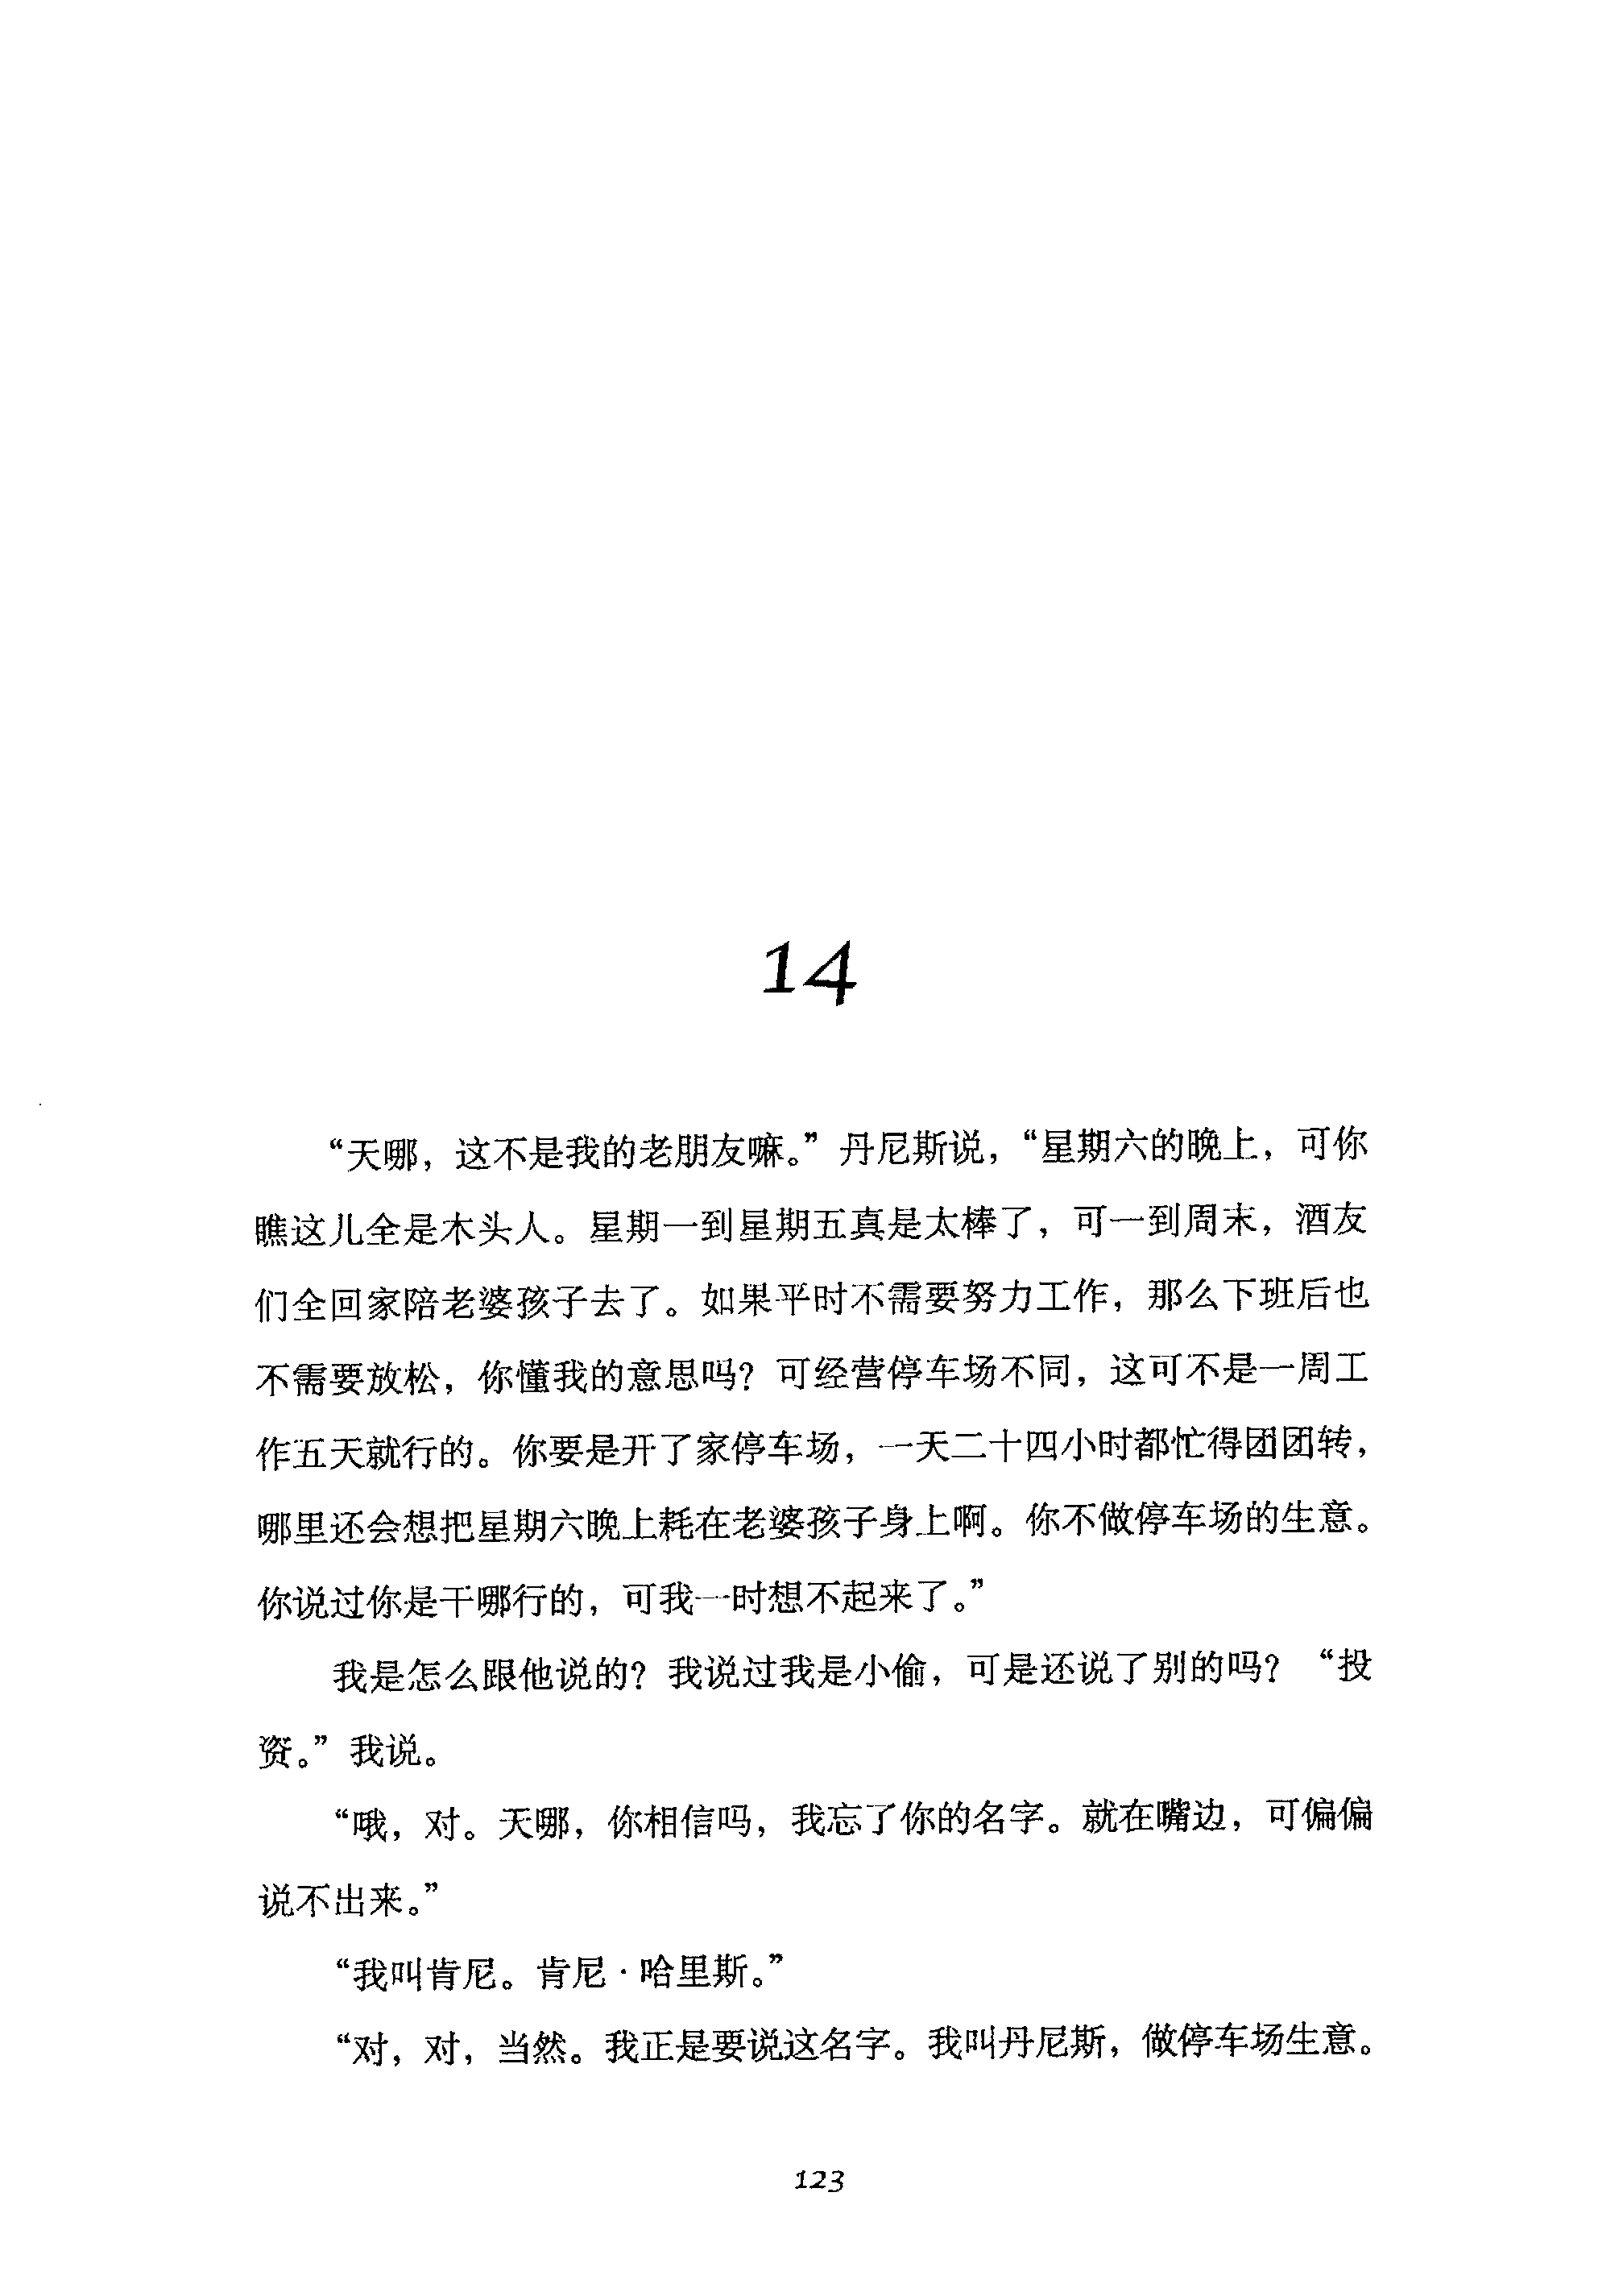 14
“天哪，这不是我的老朋友嘛。”丹尼斯说，“星期六的晚上，可你
瞧这儿全是木头人。星期一到星期五真是太棒了，可一到周末，酒友
们全回家陪老婆孩子去了。如果平时不需要努力工作，那么下班后也
不需要放松，你懂我的意思吗？可经营停车场不同，这可不是一周工
作五天就行的。你要是开了家停车场，一天二十四小时都忙得团团转，
哪里还会想把星期六晚上耗在老婆孩子身上啊。你不做停车场的生意。
你说过你是干哪行的，可我一时想不起来了。”
我是怎么跟他说的？我说过我是小偷，可是还说了别的吗？“投
资。”我说。
“哦，对。天哪，你相信吗，我忘了你的名字。就在嘴边，可偏偏
说不出来。”
“我叫肯尼。肯尼·哈里斯。”
“对，对，当然。我正是要说这名字。我叫丹尼斯，做停车场生意。
123